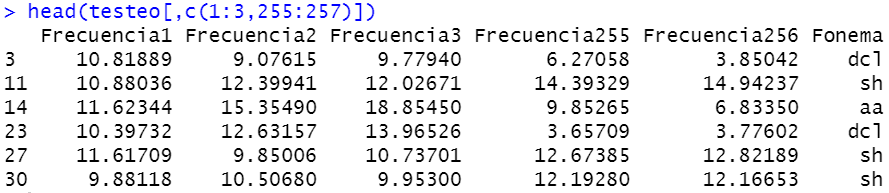 > head(testeo[,c(1:3,255:257)])
Frecuencia1 Frecuencia2 Frecuencia3 Frecuencia255 Frecuencia256 Fonema
3 10.81889 9.07615 9.77940 6.27058 3.85042 dcl
11 10.88036 12.39941 12.02671 14.39329 14.94237 sh
14 11.62344 15.35490 18.85450 9.85265 6.83350 aa
23 10.39732 12.63157 13.96526 3.65709 3.77602 dcl
27 11.61709 9.85006 10.73701 12.67385 12.82189 sh
30 9.88118 10.50680 9.95300 12.19280 12.16653 sh